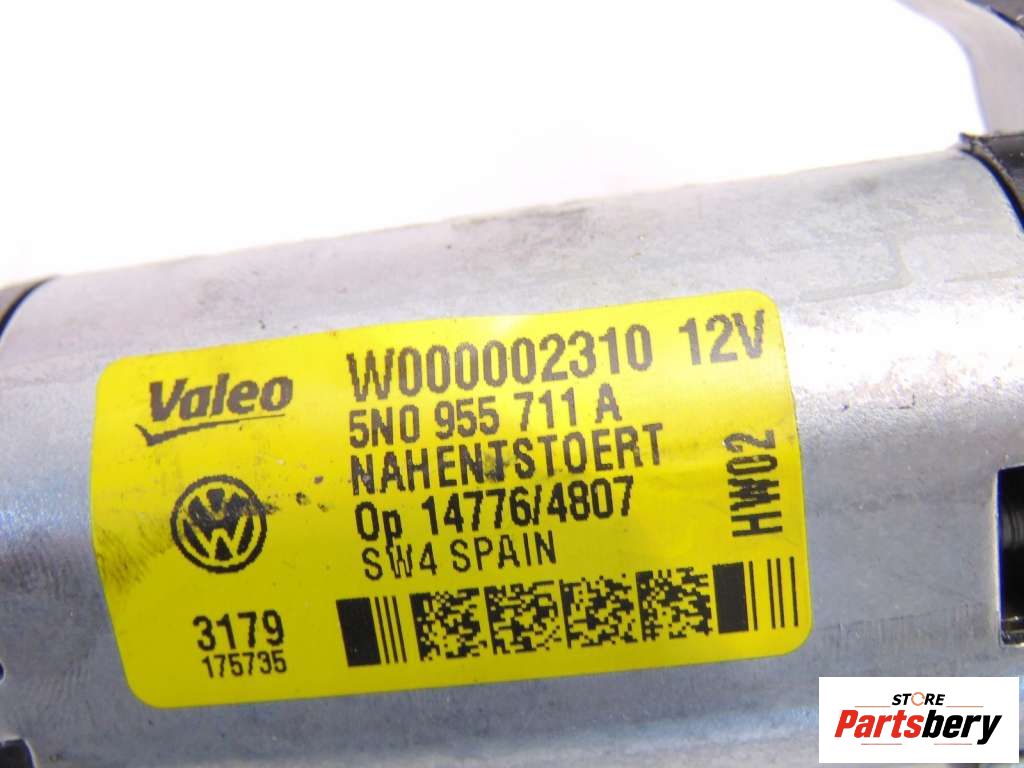 Valeo
W000002310 12V
5N0 955 711 A
NAHENTSTOERT
Op 14776/4807
SW4 SPAIN
HW02
3179
175735
STORE
Partsbery